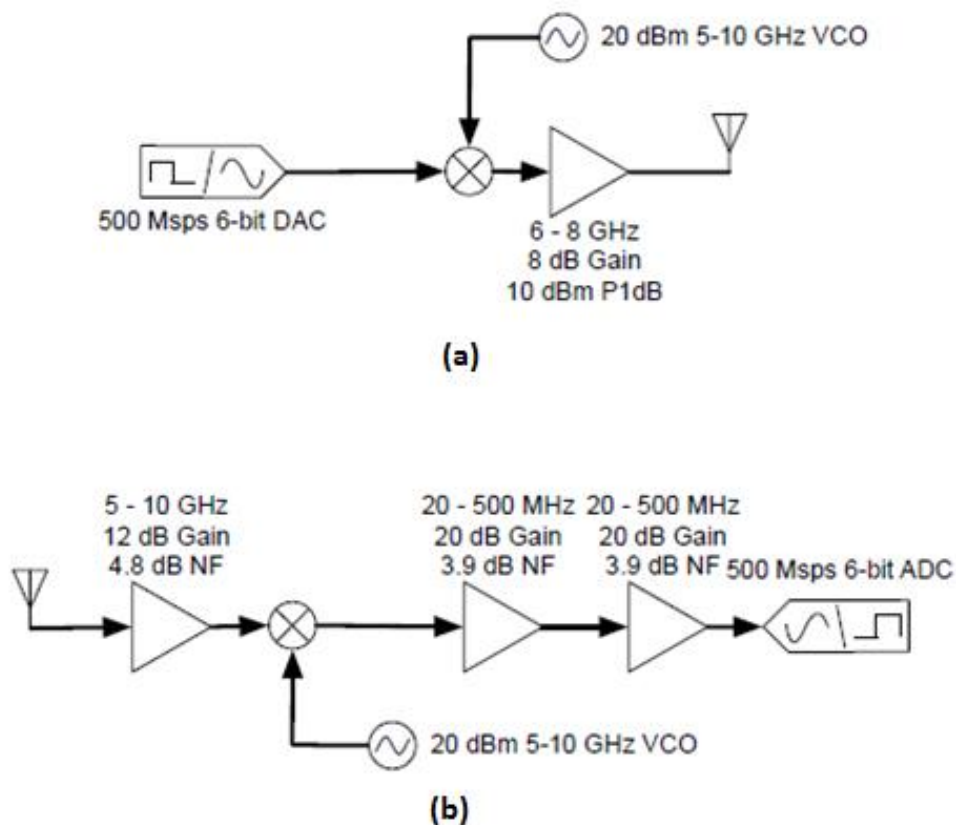 20 dBm 5-10 GHz VCO
500 Msps 6-bit DAC
6 - 8 GHz
8 dB Gain
10 dBm P1dB
(a)
5 - 10 GHz
12 dB Gain
4.8 dB NF
20 - 500 MHz
20 dB Gain
3.9 dB NF
20 - 500 MHz
20 dB Gain
3.9 dB NF
500 Msps 6-bit ADC
20 dBm 5-10 GHz VCO
(b)